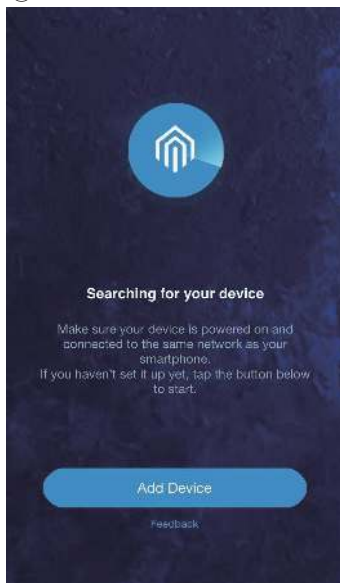 Searching for your device
Make sure your device is powered on and
connected to the same network as your
smartphone.
If you haven't set it up yet, tap the button below
to start.
Add Device
Feedback